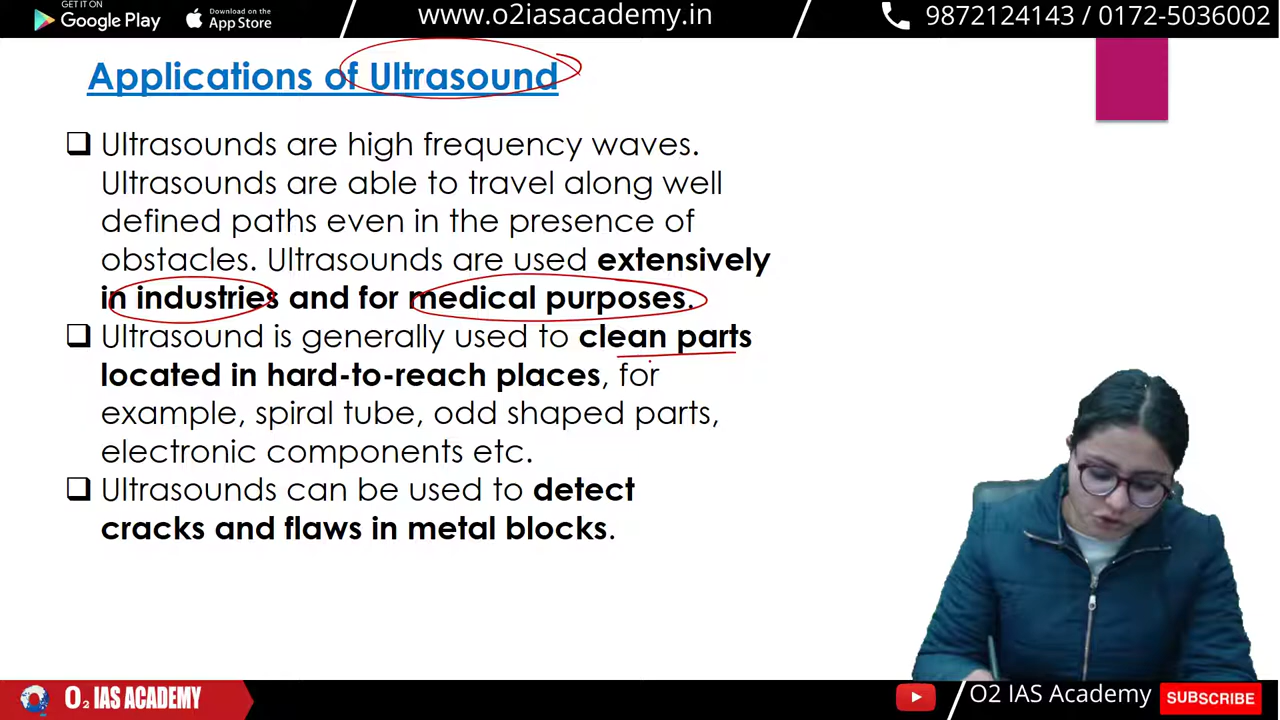 GET IT ON
Google Play
Download on the
App Store
www.o2iasacademy.in
9872124143 / 0172-5036002
Applications of Ultrasound
❑ Ultrasounds are high frequency waves.
Ultrasounds are able to travel along well
defined paths even in the presence of
obstacles. Ultrasounds are used extensively
in industries and for medical purposes.
❑ Ultrasound is generally used to clean parts
located in hard-to-reach places, for
example, spiral tube, odd shaped parts,
electronic components etc.
❑ Ultrasounds can be used to detect
cracks and flaws in metal blocks.
O₂ IAS ACADEMY
O2 IAS Academy
SUBSCRIBE